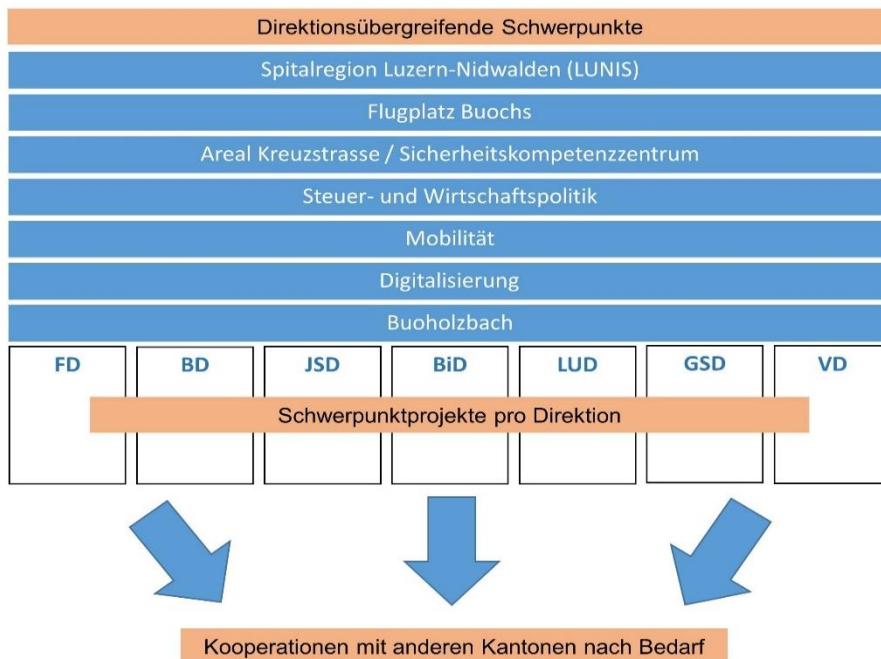 Direktionsübergreifende Schwerpunkte
Spitalregion Luzern-Nidwalden (LUNIS)
Flugplatz Buochs
Areal Kreuzstrasse / Sicherheitskompetenzzentrum
Steuer- und Wirtschaftspolitik
Mobilität
Digitalisierung
Buoholzbach
FD BD JSD BiD LUD GSD VD
Schwerpunktprojekte pro Direktion
Kooperationen mit anderen Kantonen nach Bedarf